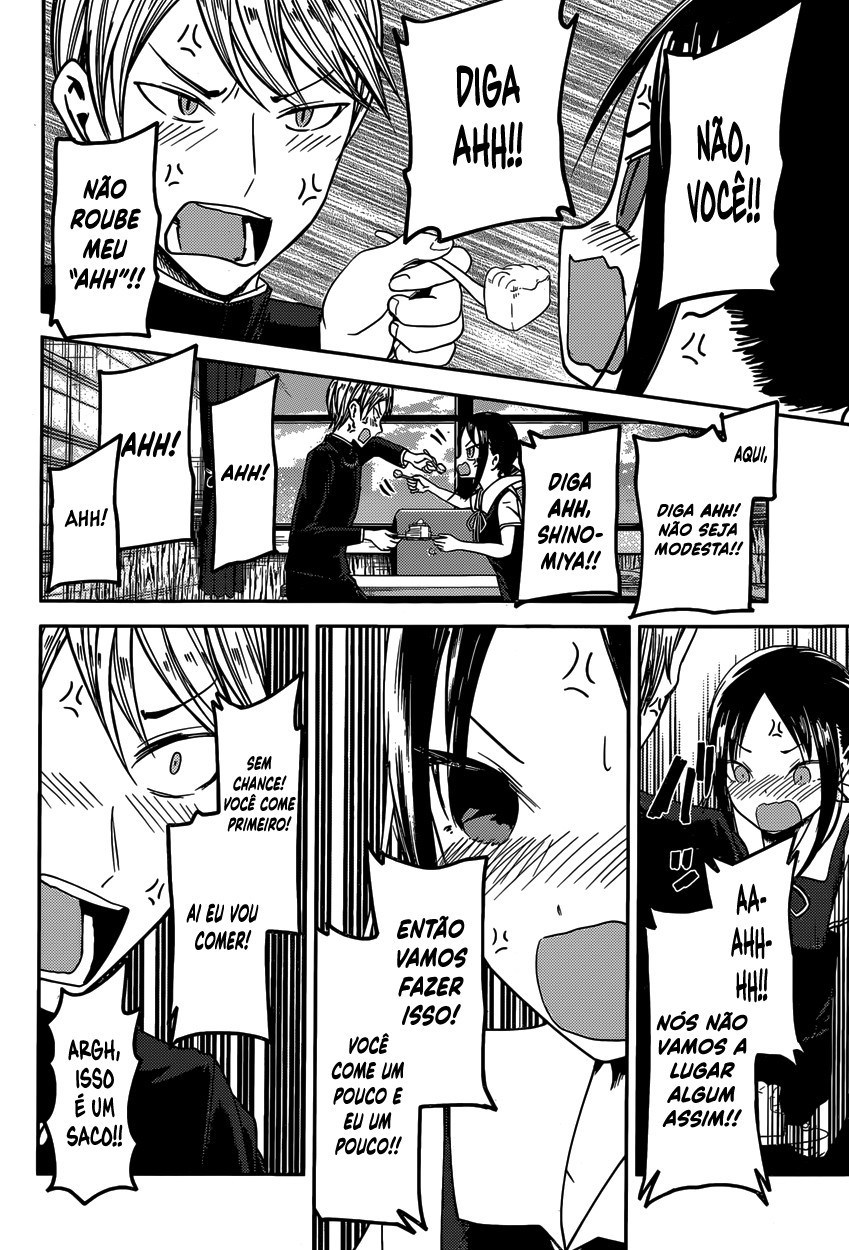 NÃO,
VOCÊ!!
DIGA
AHH!!
NÃO
ROUBE
MEU
"AHH"!!
AQUI,
DIGA AHH!
NÃO SEJA
MODESTA!!
DIGA
AHH,
SHINO-
MIYA!!
AHH!
AHH!
AHH!
AA-
AHH-
HH!!
NÓS NÃO
VAMOS A
LUGAR
ALGUM
ASSIM!!
ENTÃO
VAMOS
FAZER
ISSO!
VOCÊ
COME UM
POUCO E
EU UM
POUCO!!
SEM
CHANCE!
VOCÊ COME
PRIMEIRO!
AI EU VOU
COMER!
ARGH,
ISSO
É UM
SACO!!